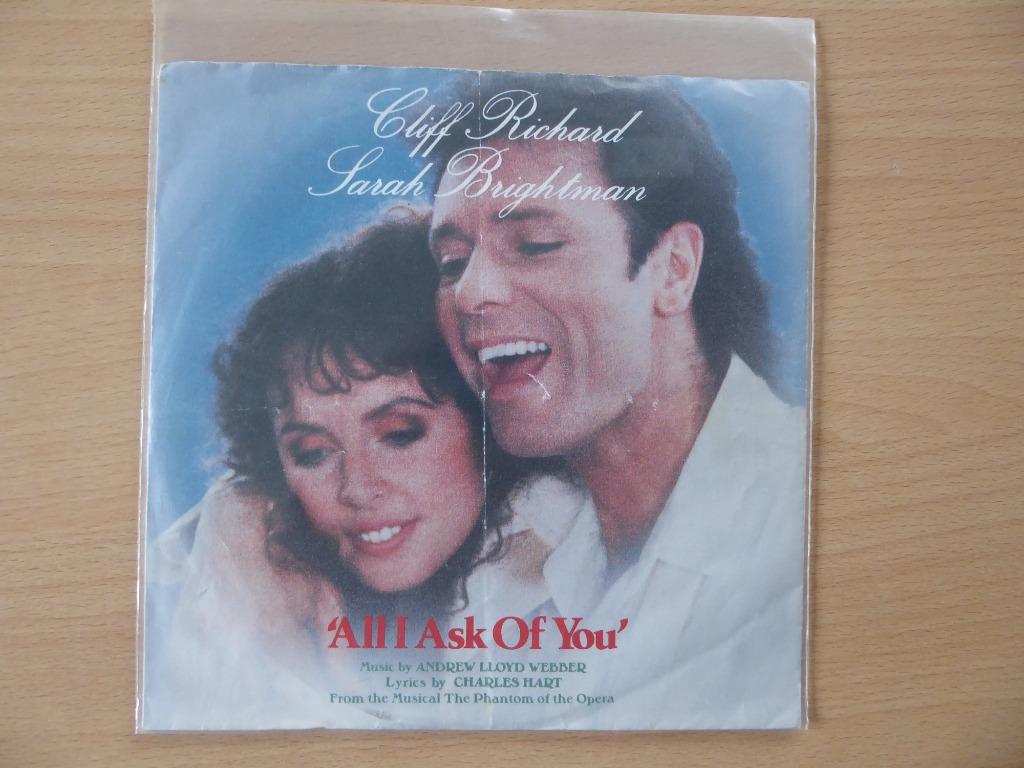 Cliff Richard
Sarah Brightman
'All I Ask Of You'
Music by ANDREW LLOYD WEBBER
Lyrics by CHARLES HART
From the Musical The Phantom of the Opera